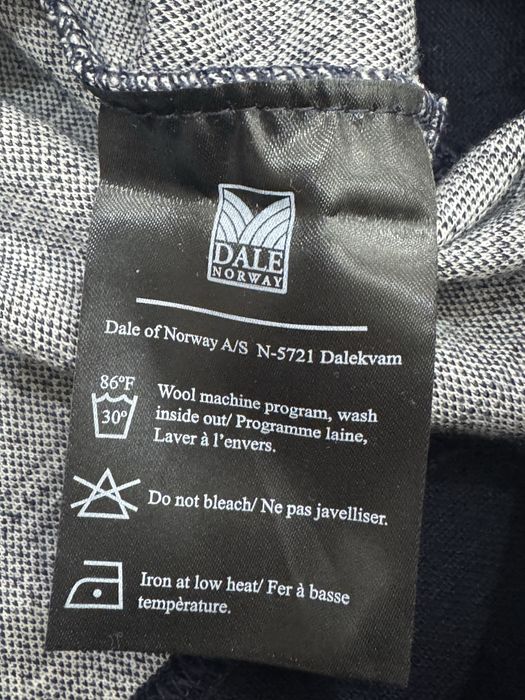 DALE
NORWAY
Dale of Norway A/S N-5721 Dalekvam
86°F
30°
Wool machine program, wash
inside out/ Programme laine,
Laver à l'envers.
Do not bleach/ Ne pas javelliser.
Iron at low heat/ Fer à basse
tempèrature.